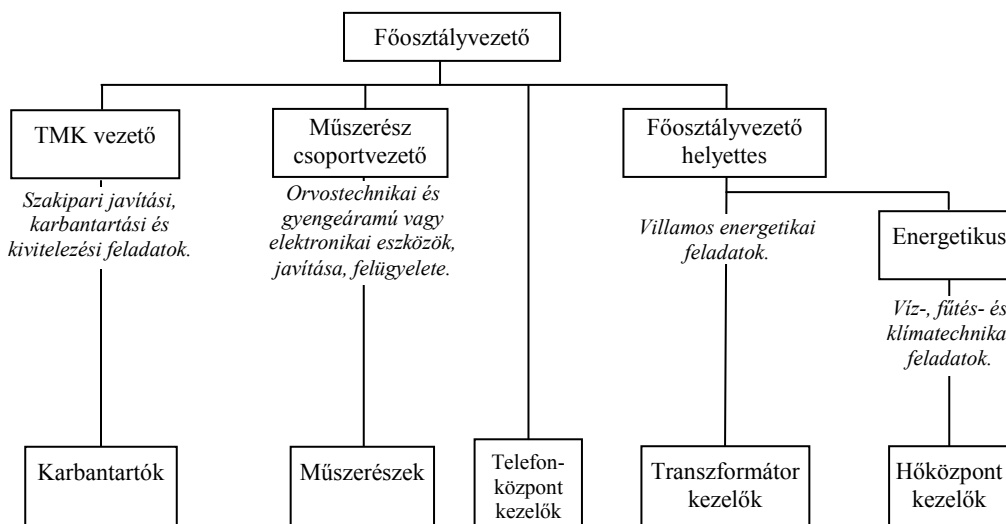 Főosztályvezető
TMK vezető
Műszerész
csoportvezető
Főosztályvezető
helyettes
Szakipari javítási,
karbantartási és
kivitelezési feladatok.
Orvostechnikai és
gyengeáramú vagy
elektronikai eszközök,
javítása, felügyelete.
Villamos energetikai
feladatok.
Energetikus
Víz-, fűtés- és
klímatechnikai
feladatok.
Karbantartók
Műszerészek
Telefon-
központ
kezelők
Transzformátor
kezelők
Hőközpont
kezelők